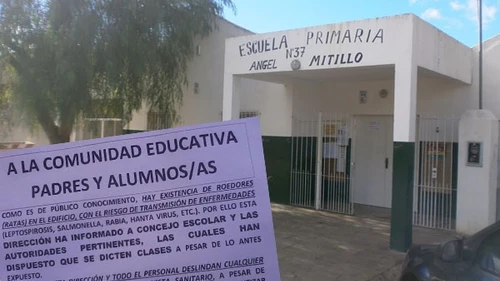 ESCUELA PRIMARIA
Nº37
ANGEL MITILLO
A LA COMUNIDAD EDUCATIVA
PADRES Y ALUMNOS/AS
COMO ES DE PÚBLICO CONOCIMIENTO, HAY EXISTENCIA DE ROEDORES
(RATAS) EN EL EDIFICIO, CON EL RIESGO DE TRANSMISIÓN DE ENFERMEDADES
(LEPTOSPIROSIS, SALMONELLA, RABIA, HANTA VIRUS, ETC.). POR ELLO ESTA
DIRECCIÓN HA INFORMADO A CONCEJO ESCOLAR Y LAS
AUTORIDADES PERTINENTES, LAS CUALES HAN
DISPUESTO QUE SE DICTEN CLASES A PESAR DE LO ANTES
EXPUESTO.
DIRECCIÓN Y TODO EL PERSONAL DESLINDAN CUALQUIER
SANITARIO, A PESAR DE